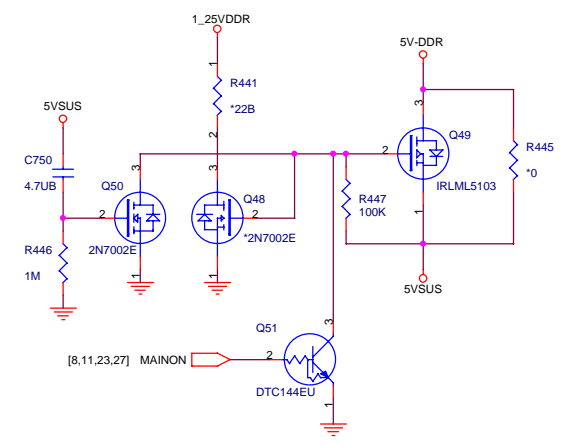 1_25VDDR
5V-DDR
1
R441
*22B
2
5VSUS
3
Q49
2
IRLML5103
R445
*0
C750
4.7UB
3
Q50
2
2N7002E
3
Q48
2
*2N7002E
R447
100K
1
R446
1M
1
1
5VSUS
3
Q51
[8,11,23,27] MAINON
2
DTC144EU
1